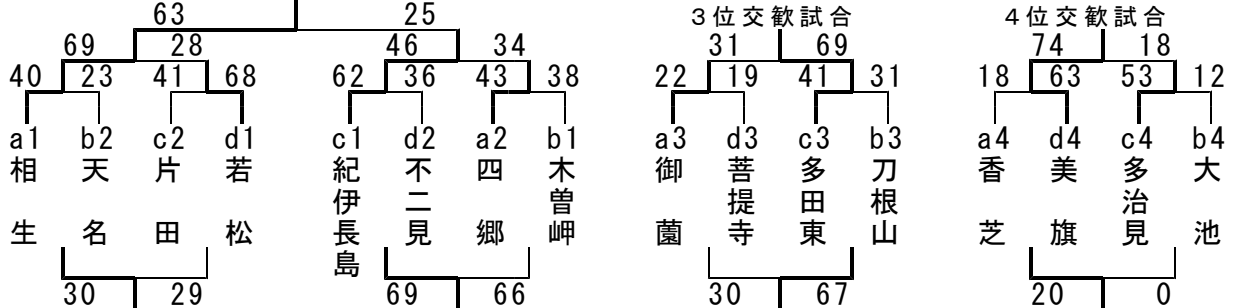 63 25 3位交歓試合 4位交歓試合
69 28 46 34 31 69 74 18
40 23 41 68 62 36 43 38 22 19 41 31 18 63 53 12
a1 b2 c2 d1 c1 d2 a2 b1 a3 d3 c3 b3 a4 d4 c4 b4
相生 天名 片田 若松 紀伊長島 不二見 四郷 木曽岬 御薗 菩提寺 多田東 刀根山 香芝 美旗 多治見 大池
30 29 69 66 30 67 20 0